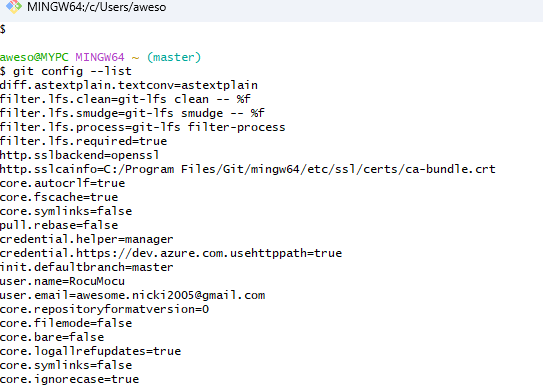 MINGW64:/c/Users/aweso
$
aweso@MYPC MINGW64 ~ (master)
$ git config --list
diff.astextplain.textconv=astextplain
filter.lfs.clean=git-lfs clean -- %f
filter.lfs.smudge=git-lfs smudge -- %f
filter.lfs.process=git-lfs filter-process
filter.lfs.required=true
http.sslbackend=openssl
http.sslcainfo=C:/Program Files/Git/mingw64/etc/ssl/certs/ca-bundle.crt
core.autocrlf=true
core.fscache=true
core.symlinks=false
pull.rebase=false
credential.helper=manager
credential.https://dev.azure.com.usehttppath=true
init.defaultbranch=master
user.name=RocuMocu
user.email=awesome.nicki2005@gmail.com
core.repositoryformatversion=0
core.filemode=false
core.bare=false
core.logallrefupdates=true
core.symlinks=false
core.ignorecase=true